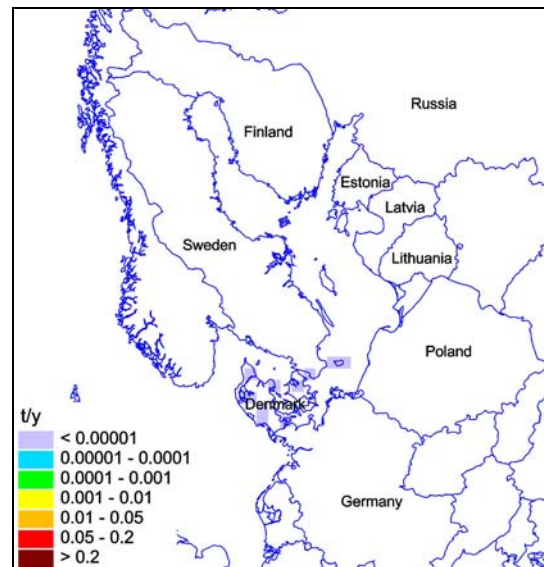 Russia
Finland
Estonia
Latvia
Sweden
Lithuania
Poland
Denmark
t/y
< 0.00001
0.00001 - 0.0001
0.0001 - 0.001
0.001 - 0.01
0.01 - 0.05
0.05 - 0.2
> 0.2
Germany